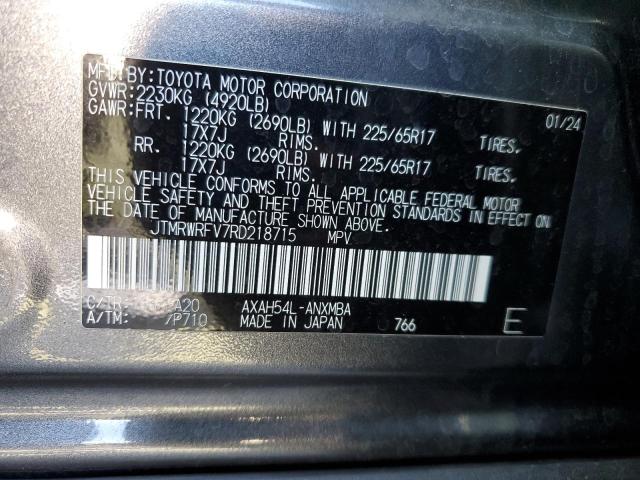 MFD.BY:TOYOTA MOTOR CORPORATION
GVWR:2230KG (4920LB) 01/24
GAWR:FRT. 1220KG (2690LB) WITH 225/65R17 TIRES.
17X7J RIMS.
RR. 1220KG (2690LB) WITH 225/65R17 TIRES.
17X7J RIMS.
THIS VEHICLE CONFORMS TO ALL APPLICABLE FEDERAL MOTOR
VEHICLE SAFETY AND THEFT PREVENTION STANDARDS IN EFFECT ON
THE DATE OF MANUFACTURE SHOWN ABOVE.
JTMRWRFV7RD218715 MPV
C/TR: A20 AXAH54L-ANXMBA
A/TM: /P710 MADE IN JAPAN 766 E